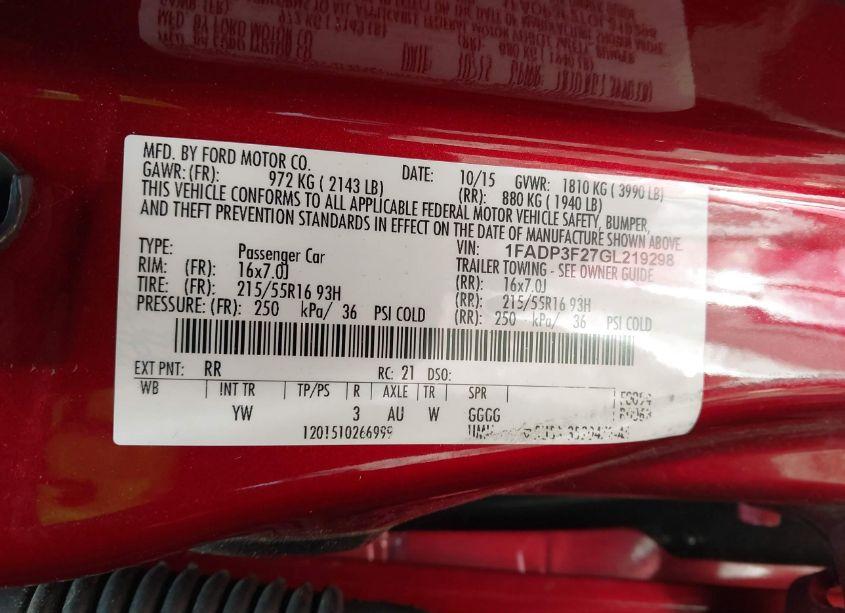 MFD. BY FORD MOTOR CO. DATE: 10/15 GVWR: 1810 KG ( 3990 LB)
GAWR: (FR): 972 KG ( 2143 LB) (RR): 880 KG ( 1940 LB)
THIS VEHICLE CONFORMS TO ALL APPLICABLE FEDERAL MOTOR VEHICLE SAFETY, BUMPER,
AND THEFT PREVENTION STANDARDS IN EFFECT ON THE DATE OF MANUFACTURE SHOWN ABOVE.
VIN: 1FADP3F27GL219298
TYPE: Passenger Car TRAILER TOWING - SEE OWNER GUIDE
RIM: (FR): 16x7.0J (RR): 16x7.0J
TIRE: (FR): 215/55R16 93H (RR): 215/55R16 93H
PRESSURE: (FR): 250 kPa/ 36 PSI COLD (RR): 250 kPa/ 36 PSI COLD
EXT PNT: RR RC: 21 DSO:
WB INT TR TP/PS R AXLE TR SPR
YW 3 AU W GGGG
1201510266999